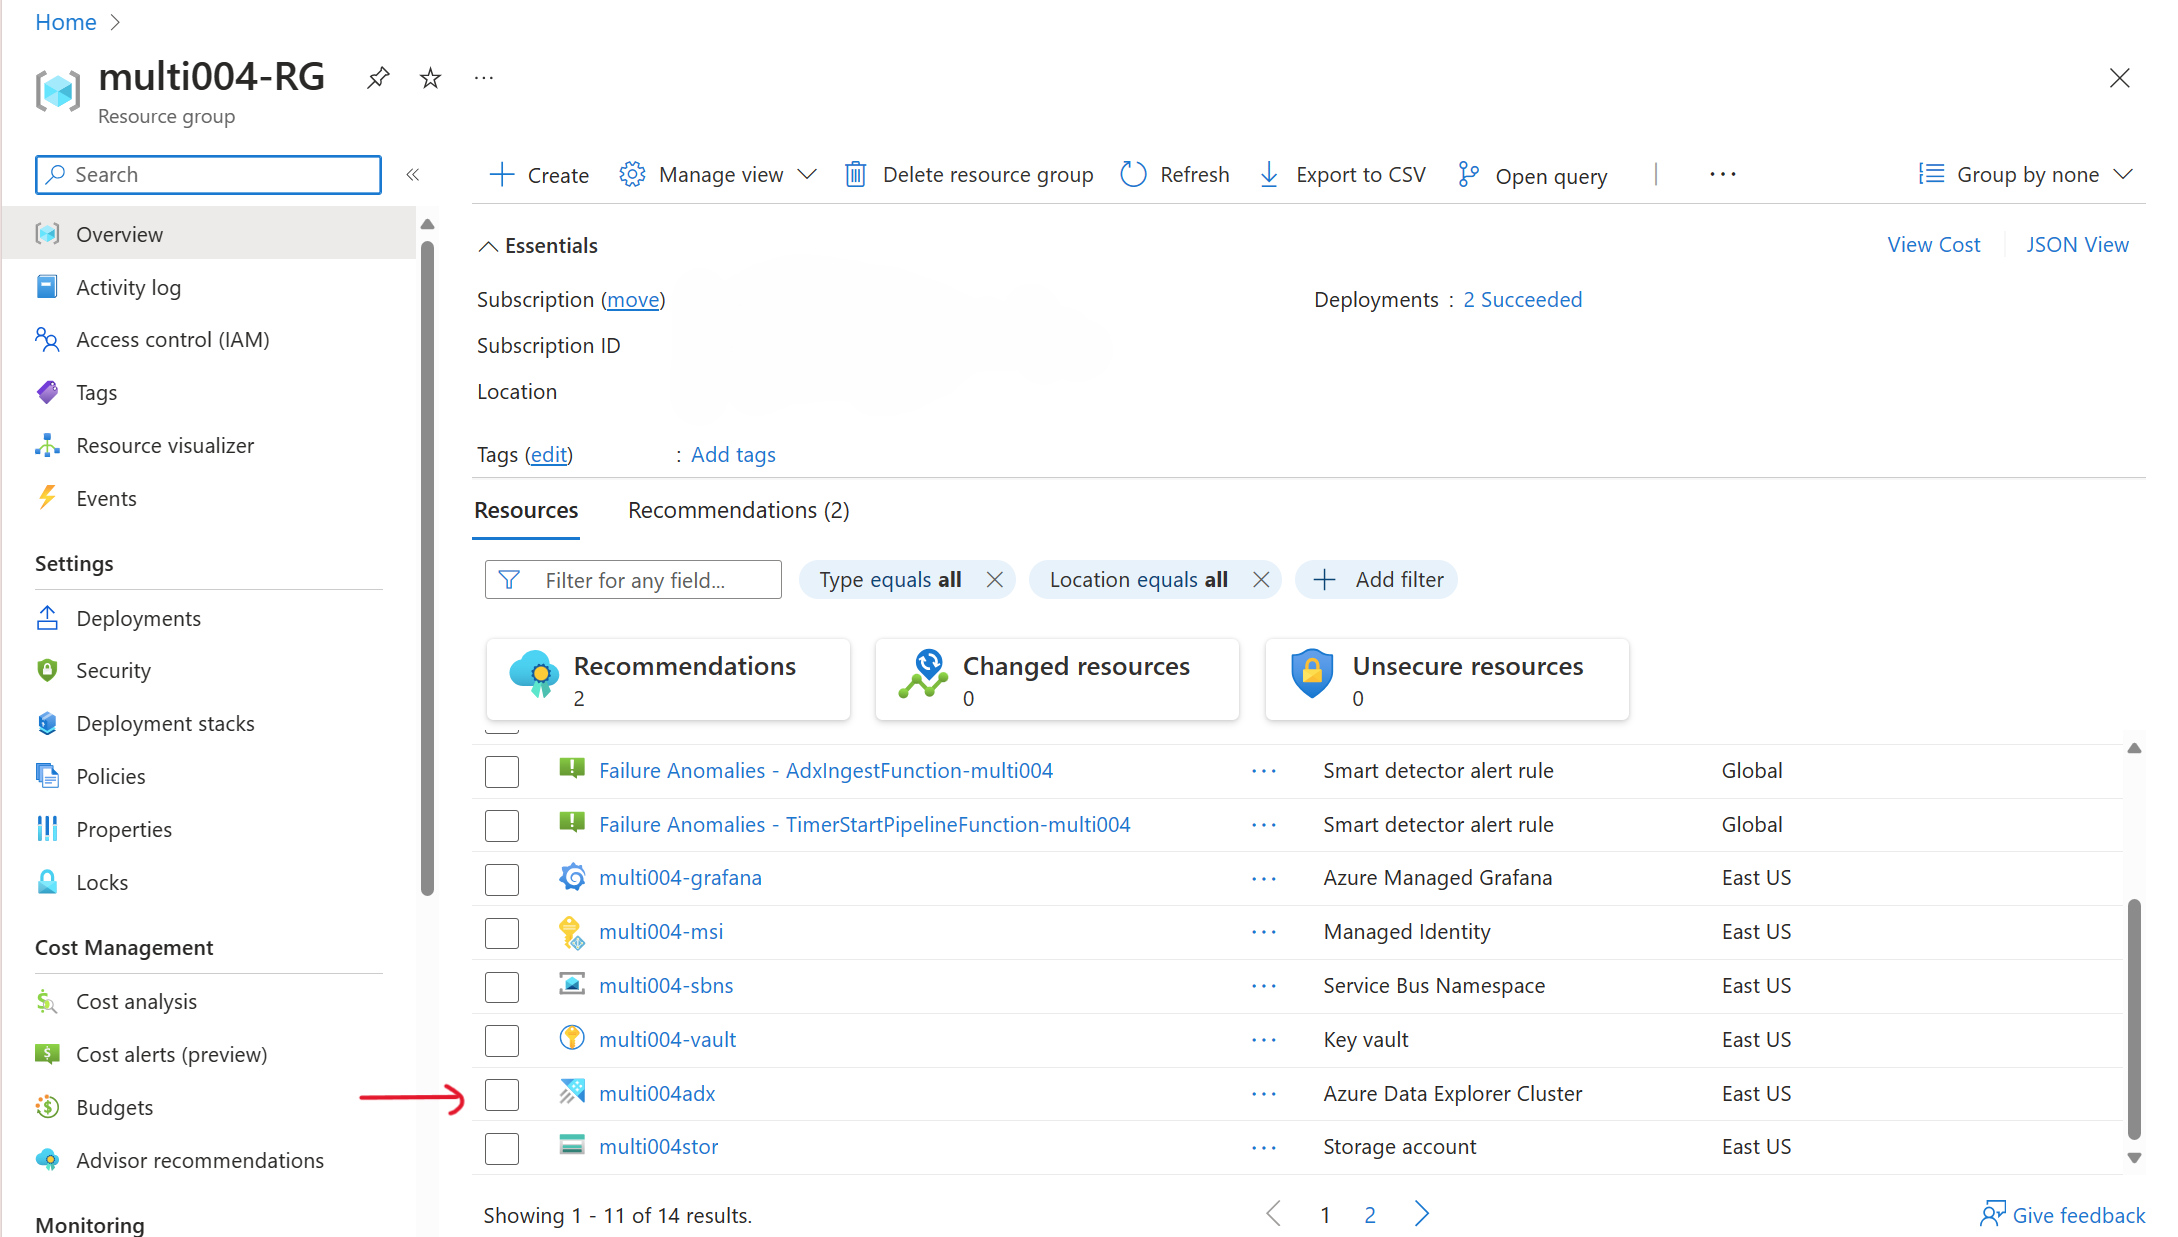 Home
multi004-RG
Resource group
Search
Create
Manage view
Delete resource group
Refresh
Export to CSV
Open query
Group by none
Overview
Activity log
Access control (IAM)
Tags
Resource visualizer
Events
Settings
Deployments
Security
Deployment stacks
Policies
Properties
Locks
Cost Management
Cost analysis
Cost alerts (preview)
Budgets
Advisor recommendations
Monitoring
Essentials
View Cost
JSON View
Subscription (move)
Deployments : 2 Succeeded
Subscription ID
Location
Tags (edit) : Add tags
Resources
Recommendations (2)
Filter for any field...
Type equals all
Location equals all
Add filter
Recommendations
2
Changed resources
0
Unsecure resources
0
Failure Anomalies - AdxIngestFunction-multi004 ... Smart detector alert rule Global
Failure Anomalies - TimerStartPipelineFunction-multi004 ... Smart detector alert rule Global
multi004-grafana ... Azure Managed Grafana East US
multi004-msi ... Managed Identity East US
multi004-sbns ... Service Bus Namespace East US
multi004-vault ... Key vault East US
multi004adx ... Azure Data Explorer Cluster East US
multi004stor ... Storage account East US
Showing 1 - 11 of 14 results.
1 2
Give feedback